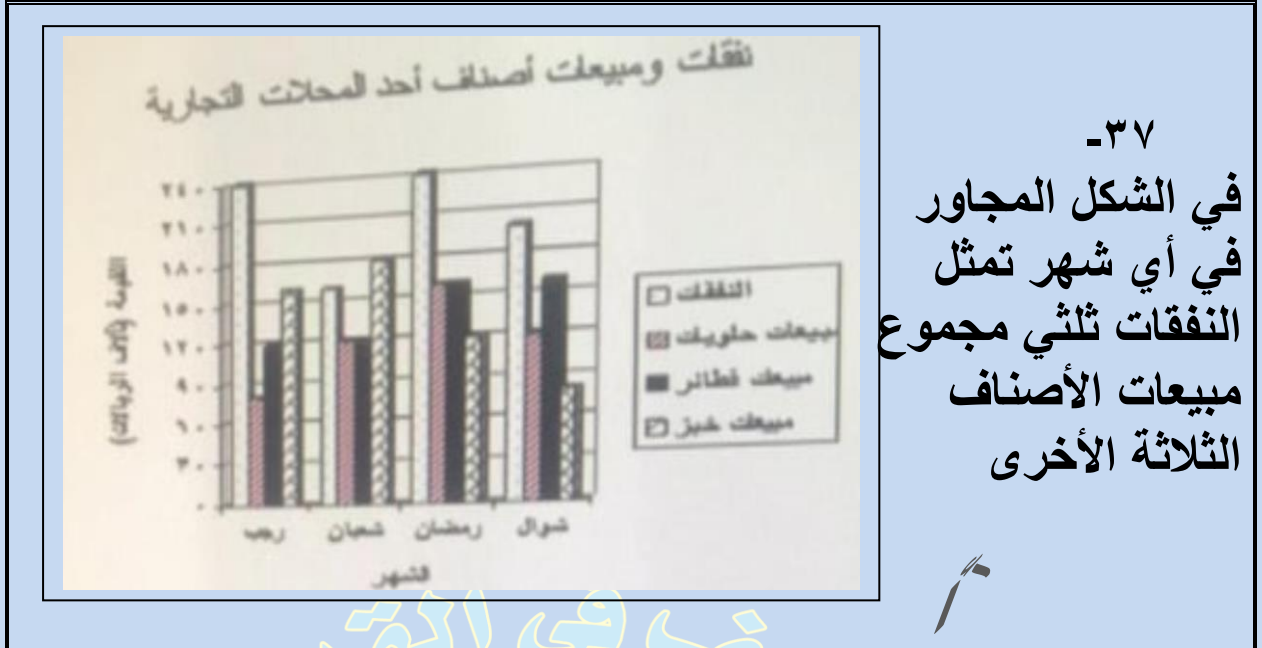 ٣٧-
في الشكل المجاور
في أي شهر تمثل
النفقات ثلثي مجموع
مبيعات الأصناف
الثلاثة الأخرى
نفقات ومبيعات أصناف أحد المحلات التجارية
القيمة (بآلاف الريالات)
٢٤٠
٢١٠
١٨٠
١٥٠
١٢٠
٩٠
٦٠
٣٠
٠
رجب شعبان رمضان شوال
الشهر
النفقات
مبيعات حلويات
مبيعات فطائر
مبيعات خبز